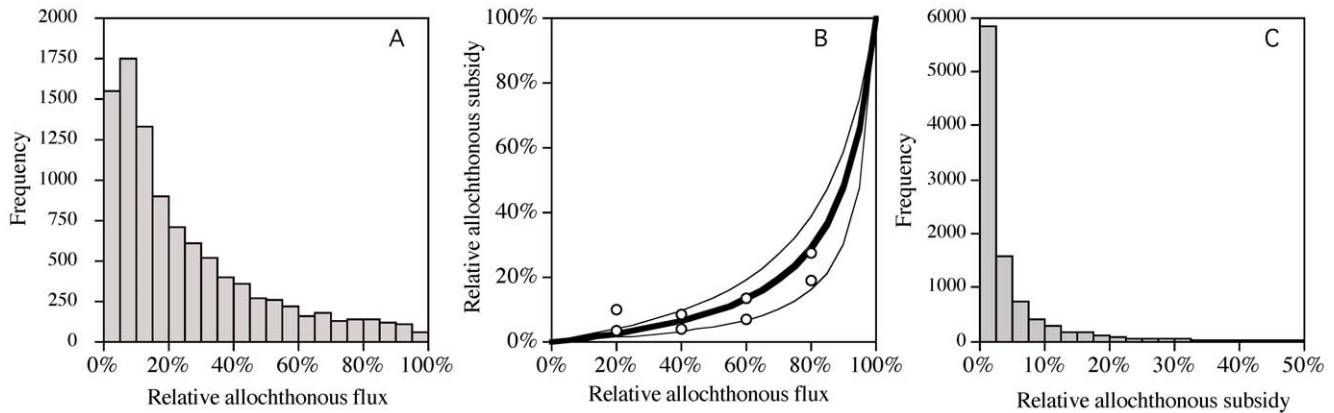 A
2000
1750
1500
1250
1000
750
500
250
0
Frequency
0% 20% 40% 60% 80% 100%
Relative allochthonous flux
B
100%
80%
60%
40%
20%
0%
Relative allochthonous subsidy
0% 20% 40% 60% 80% 100%
Relative allochthonous flux
C
6000
5000
4000
3000
2000
1000
0
Frequency
0% 10% 20% 30% 40% 50%
Relative allochthonous subsidy